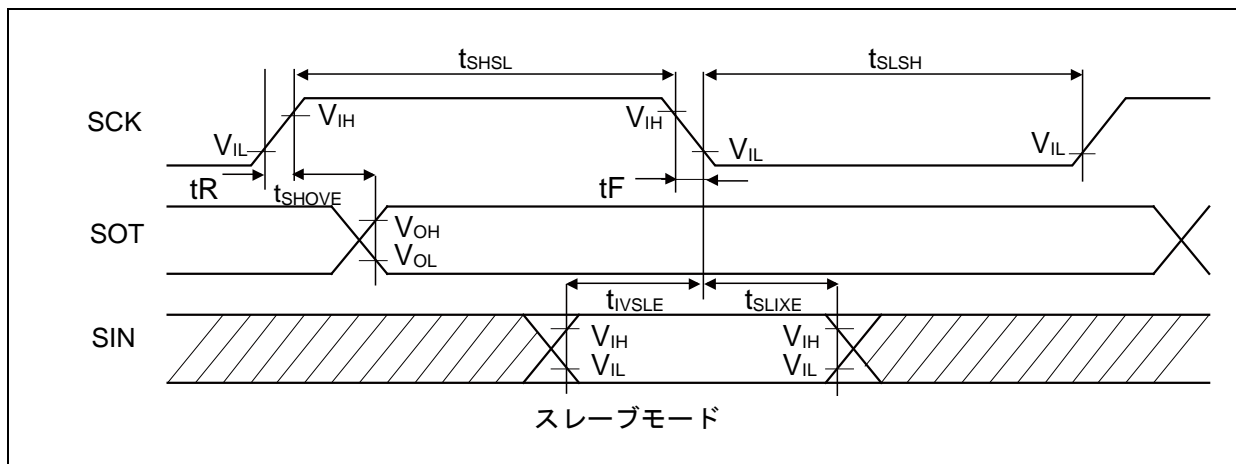 tSHSL tSLSH
SCK VIH VIH
VIL VIL VIL
tR tSHOVE tF
SOT VOH
VOL
tIVSLE tSLIXE
SIN VIH VIH
VIL VIL
スレーブモード